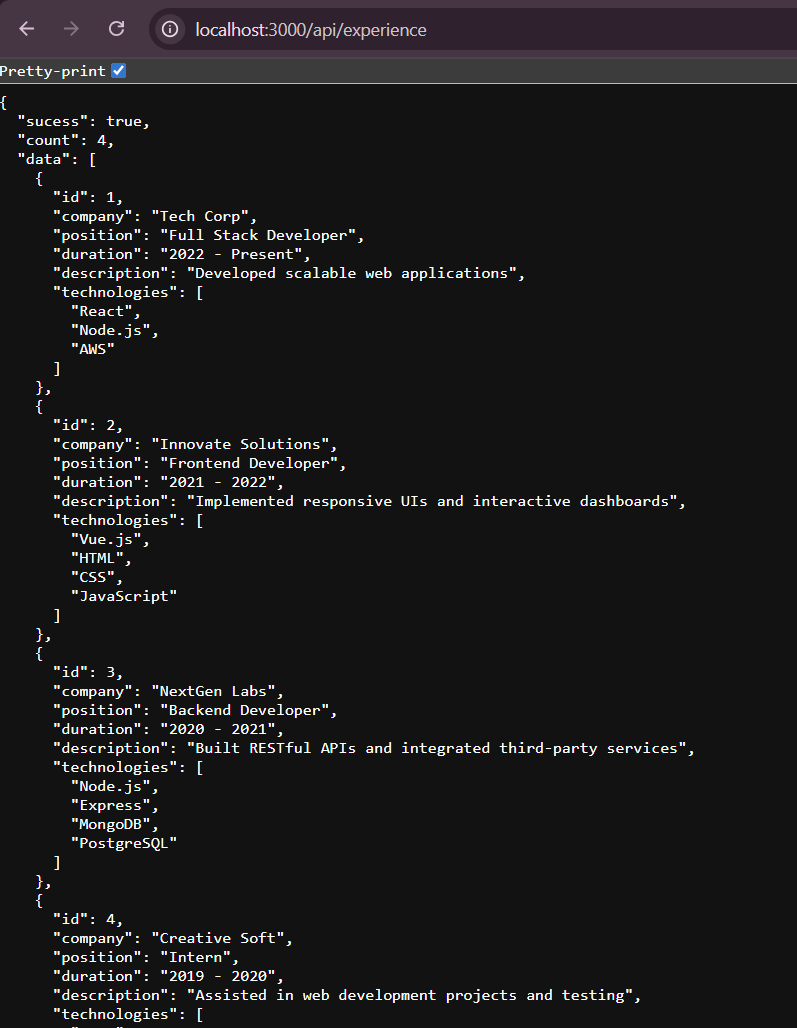 localhost:3000/api/experience
Pretty-print
{
  "sucess": true,
  "count": 4,
  "data": [
    {
      "id": 1,
      "company": "Tech Corp",
      "position": "Full Stack Developer",
      "duration": "2022 - Present",
      "description": "Developed scalable web applications",
      "technologies": [
        "React",
        "Node.js",
        "AWS"
      ]
    },
    {
      "id": 2,
      "company": "Innovate Solutions",
      "position": "Frontend Developer",
      "duration": "2021 - 2022",
      "description": "Implemented responsive UIs and interactive dashboards",
      "technologies": [
        "Vue.js",
        "HTML",
        "CSS",
        "JavaScript"
      ]
    },
    {
      "id": 3,
      "company": "NextGen Labs",
      "position": "Backend Developer",
      "duration": "2020 - 2021",
      "description": "Built RESTful APIs and integrated third-party services",
      "technologies": [
        "Node.js",
        "Express",
        "MongoDB",
        "PostgreSQL"
      ]
    },
    {
      "id": 4,
      "company": "Creative Soft",
      "position": "Intern",
      "duration": "2019 - 2020",
      "description": "Assisted in web development projects and testing",
      "technologies": [